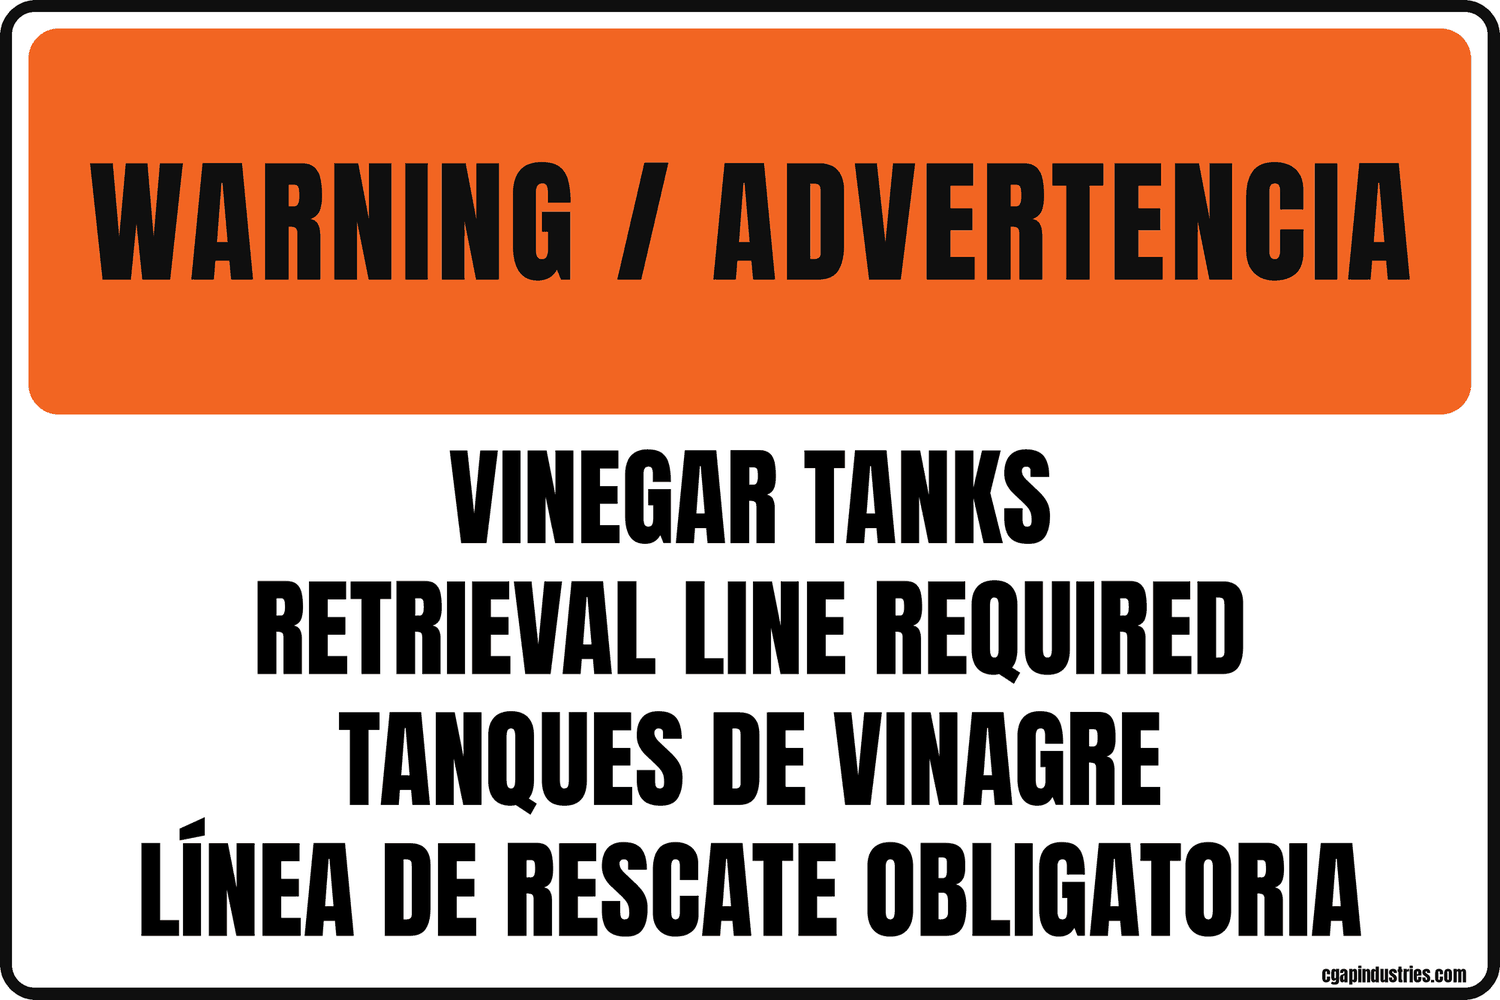 WARNING / ADVERTENCIA
VINEGAR TANKS
RETRIEVAL LINE REQUIRED
TANQUES DE VINAGRE
LÍNEA DE RESCATE OBLIGATORIA
cgapindustries.com